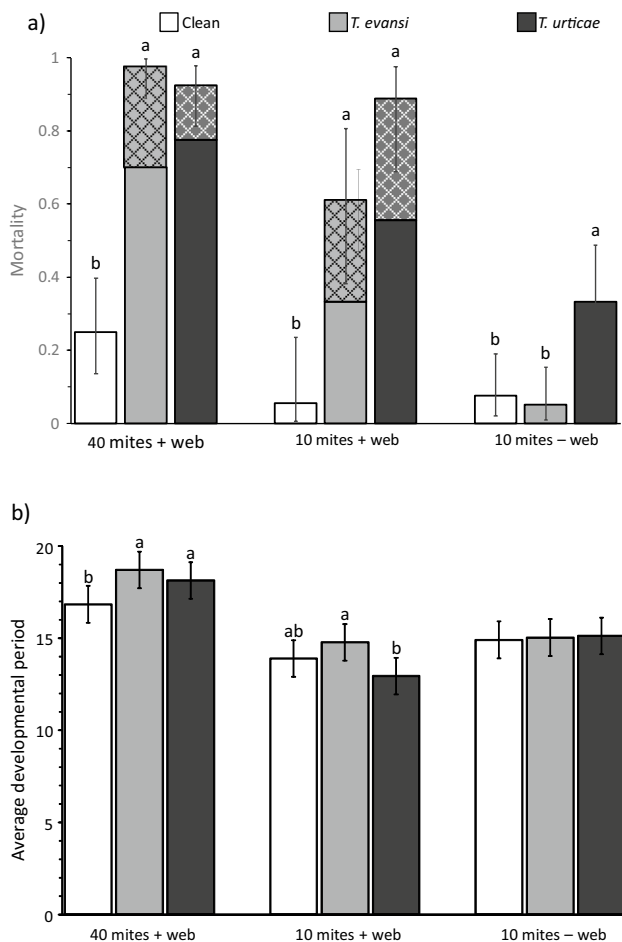 a)
Clean T. evansi T. urticae
Mortality
1
0.8
0.6
0.4
0.2
0
b a a
b a a
b b a
40 mites + web 10 mites + web 10 mites – web
b)
Average developmental period
20
15
10
5
0
b a a
ab a b
40 mites + web 10 mites + web 10 mites – web